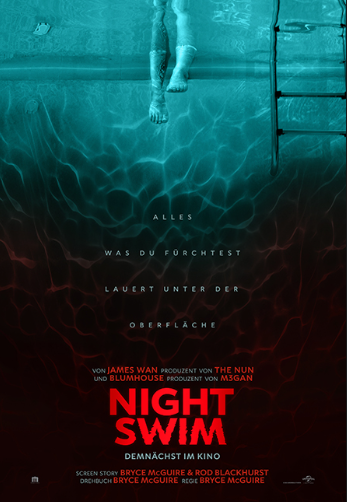 ALLES
WAS DU FÜRCHTEST
LAUERT UNTER DER
OBERFLÄCHE
VON JAMES WAN PRODUZENT VON THE NUN
UND BLUMHOUSE PRODUZENT VON M3GAN
NIGHT
SWIM
DEMNÄCHST IM KINO
SCREEN STORY BRYCE McGUIRE & ROD BLACKHURST
DREHBUCH BRYCE McGUIRE REGIE BRYCE McGUIRE